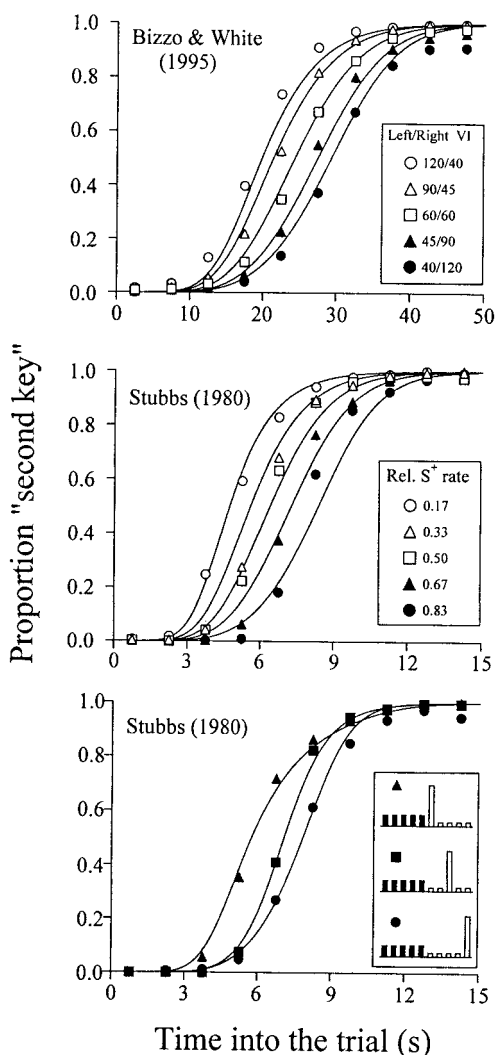 Bizzo & White
(1995)
Left/Right VI
120/40
90/45
60/60
45/90
40/120
1.0
0.8
0.6
0.4
0.2
0.0
0 10 20 30 40 50
Stubbs (1980)
Rel. S+ rate
0.17
0.33
0.50
0.67
0.83
1.0
0.8
0.6
0.4
0.2
0.0
0 3 6 9 12 15
Stubbs (1980)
1.0
0.8
0.6
0.4
0.2
0.0
0 3 6 9 12 15
Proportion "second key"
Time into the trial (s)